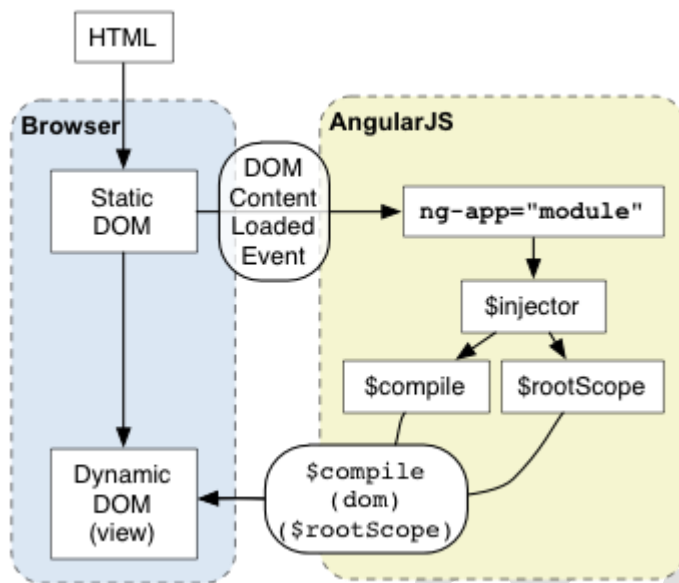 HTML
Browser
AngularJS
Static
DOM
DOM
Content
Loaded
Event
ng-app="module"
$injector
$compile
$rootScope
Dynamic
DOM
(view)
$compile
(dom)
($rootScope)